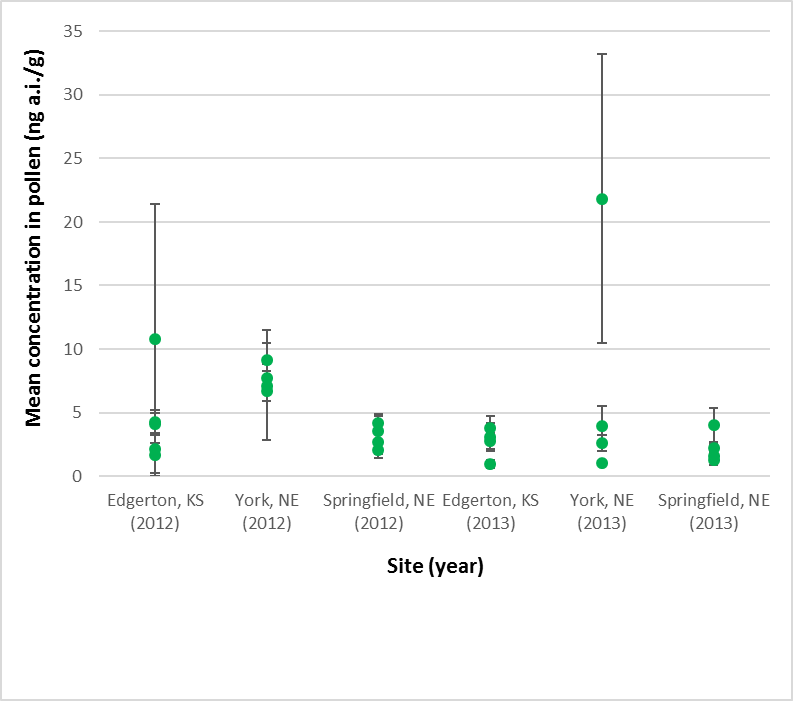 Mean concentration in pollen (ng a.i./g)
35
30
25
20
15
10
5
0
Edgerton, KS
(2012)
York, NE
(2012)
Springfield, NE
(2012)
Edgerton, KS
(2013)
York, NE
(2013)
Springfield, NE
(2013)
Site (year)